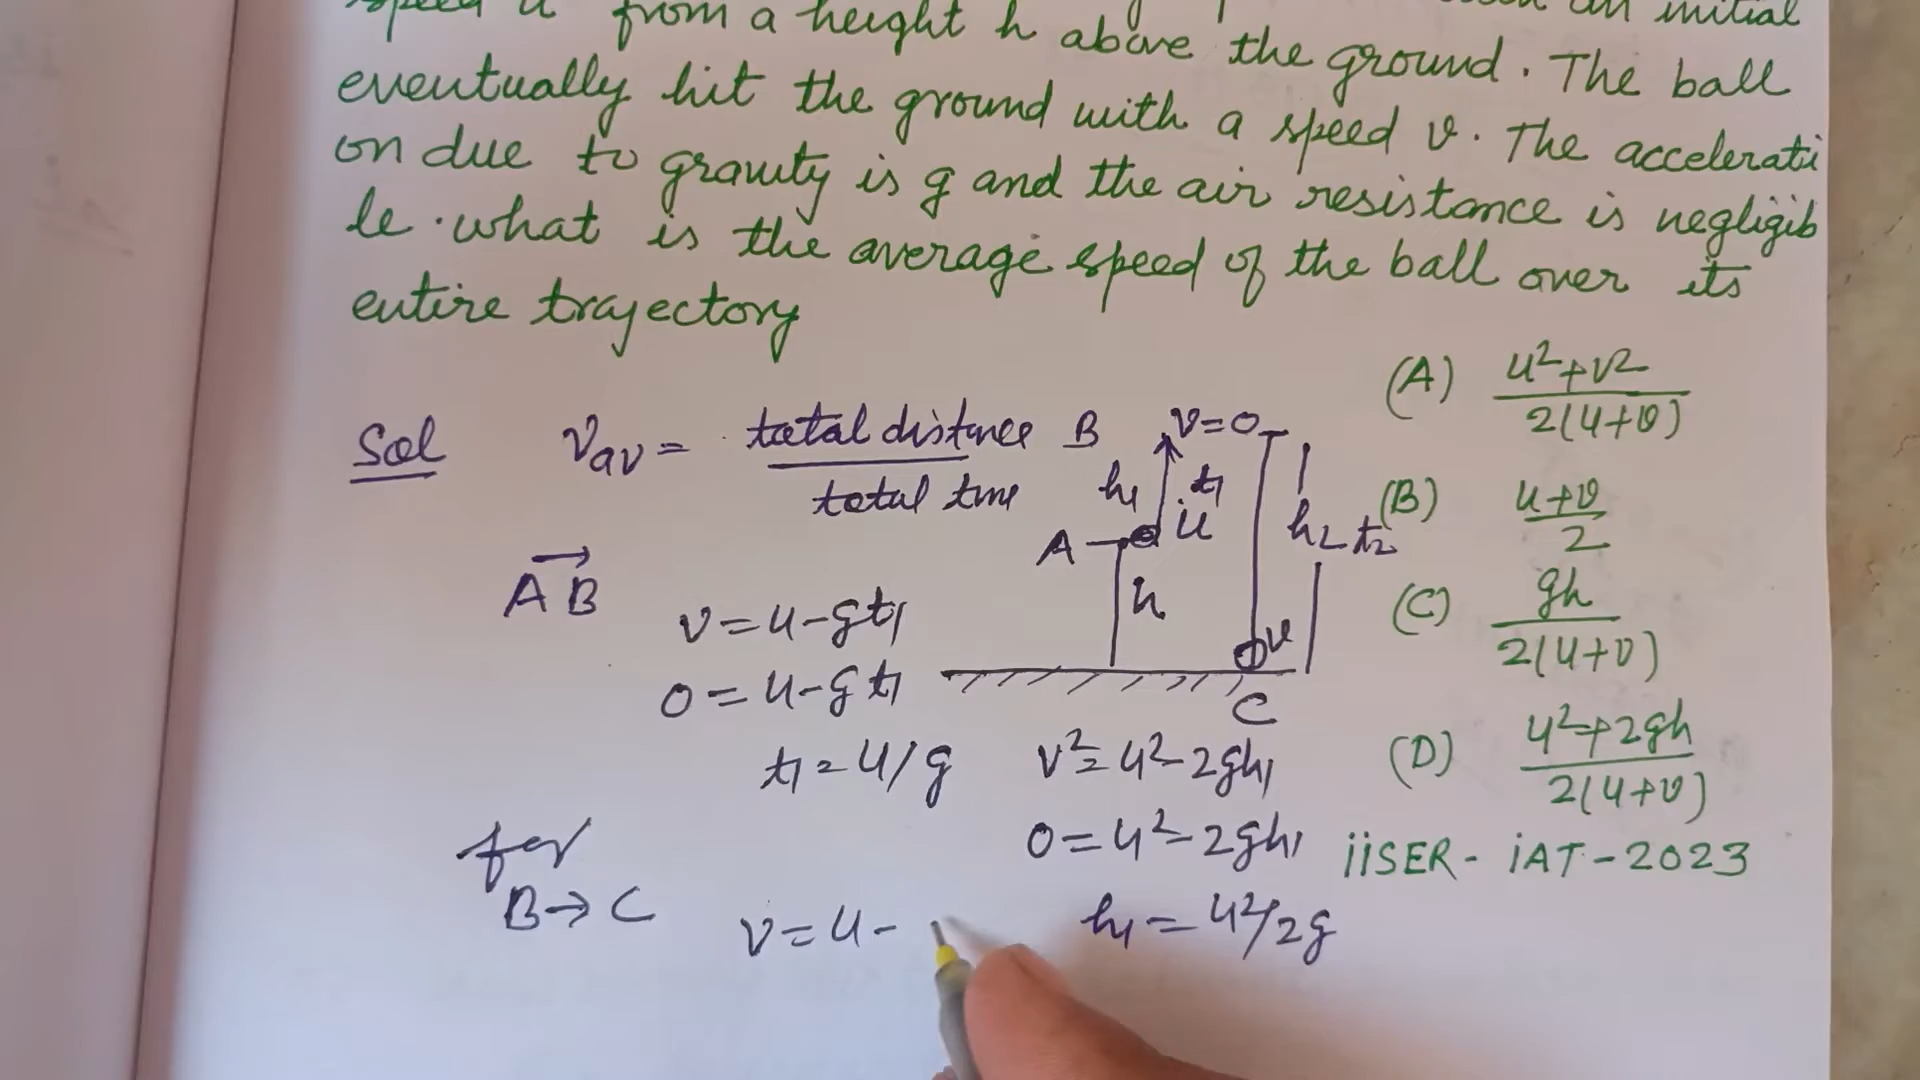 speed u from a height h above the ground. The ball
initial
eventually hit the ground with a speed v. The accelerati
on due to gravity is g and the air resistance is negligib
le. what is the average speed of the ball over its
entire trajectory
(A) u²+v² / 2(u+v)
Sol Vav = total distance / total time
B v=0
h1 t1
u
(B) u+v / 2
A
h2 t2
h
v
C
AB
v=u-gt1
0=u-gt1
t1=u/g
(C) gh / 2(u+v)
v²=u²-2gh1
0=u²-2gh1
h1=u²/2g
(D) u²+2gh / 2(u+v)
iiSER-iAT-2023
for
B→C
v=u-